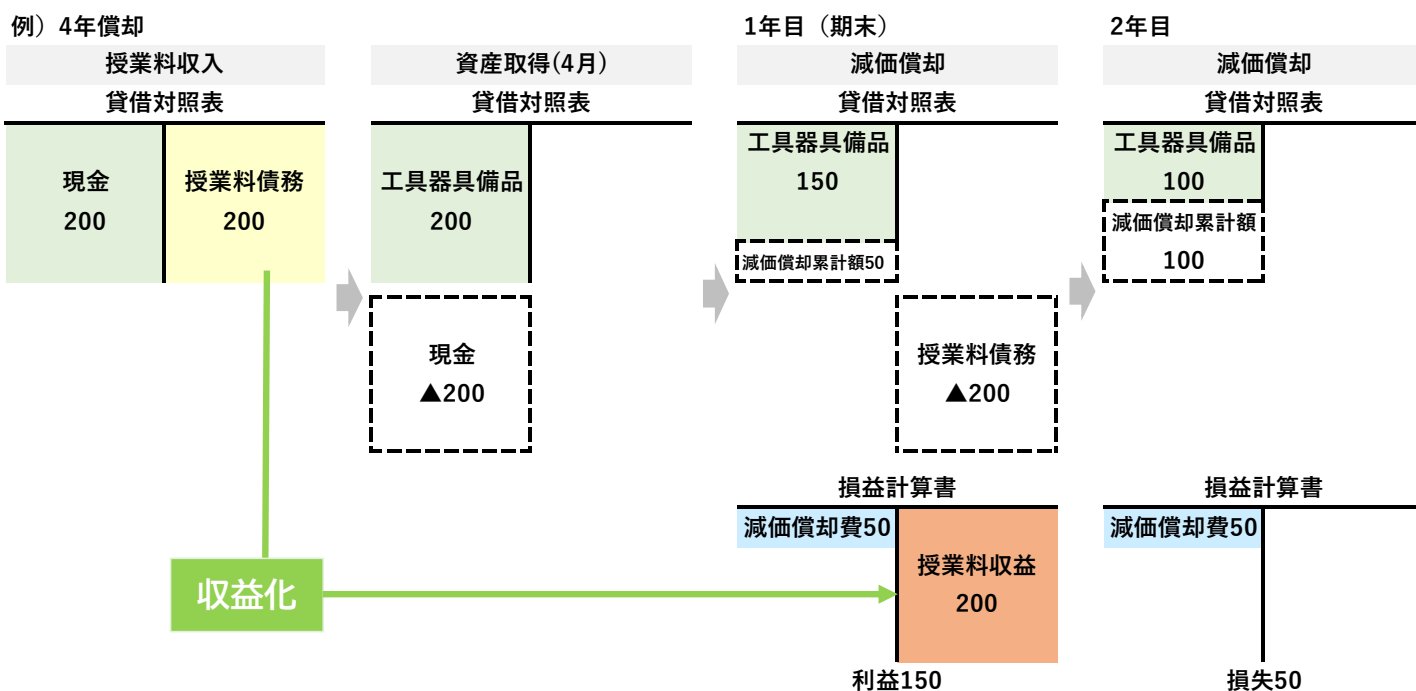 例）4年償却
授業料収入
貸借対照表
現金
200
授業料債務
200
収益化
資産取得(4月)
貸借対照表
工具器具備品
200
現金
▲200
1年目（期末）
減価償却
貸借対照表
工具器具備品
150
減価償却累計額50
授業料債務
▲200
損益計算書
減価償却費50
授業料収益
200
利益150
2年目
減価償却
貸借対照表
工具器具備品
100
減価償却累計額
100
損益計算書
減価償却費50
損失50